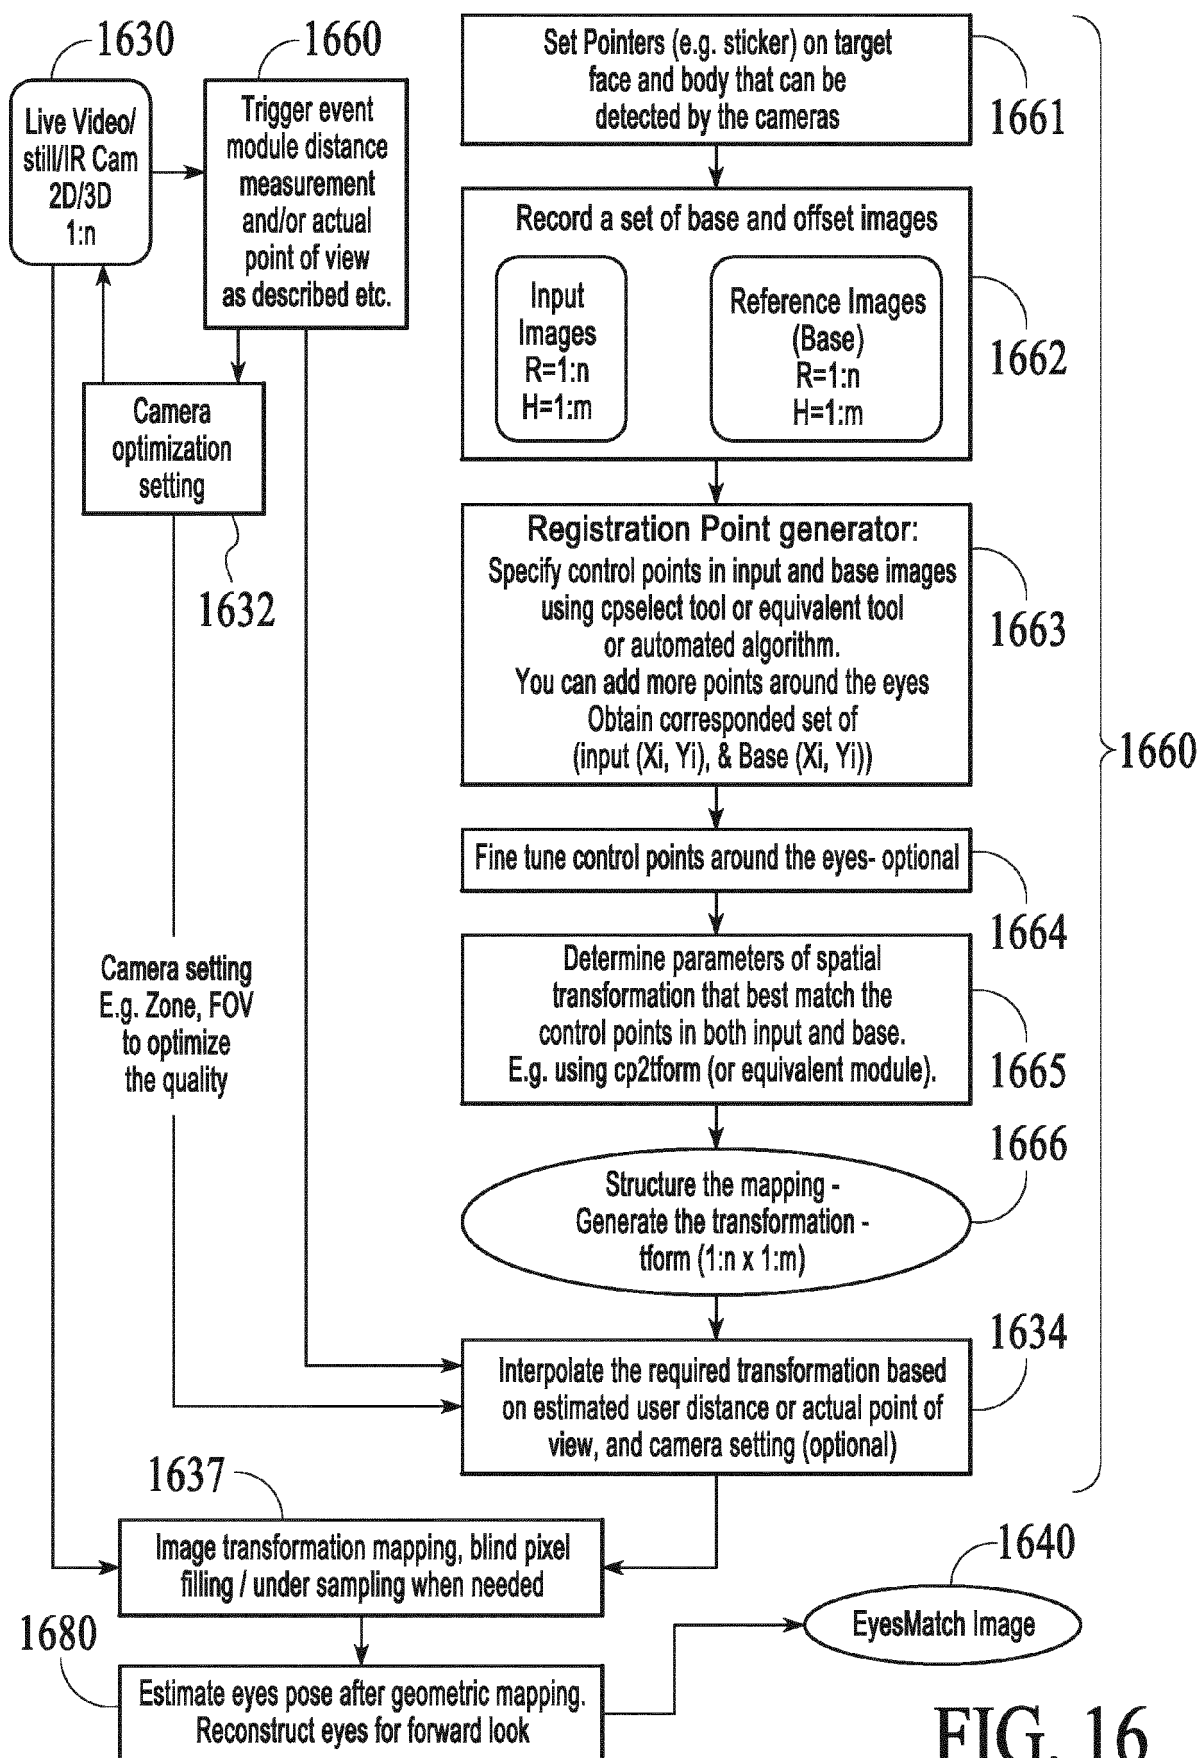 1630
Live Video/
still/IR Cam
2D/3D
1:n
1660
Trigger event
module distance
measurement
and/or actual
point of view
as described etc.
Camera
optimization
setting
1632
Camera setting
E.g. Zone, FOV
to optimize
the quality
Set Pointers (e.g. sticker) on target
face and body that can be
detected by the cameras
1661
Record a set of base and offset images
Input
Images
R=1:n
H=1:m
Reference Images
(Base)
R=1:n
H=1:m
1662
Registration Point generator:
Specify control points in input and base images
using cpselect tool or equivalent tool
or automated algorithm.
You can add more points around the eyes
Obtain corresponded set of
(input (Xi, Yi), & Base (Xi, Yi))
1663
1660
Fine tune control points around the eyes- optional
1664
Determine parameters of spatial
transformation that best match the
control points in both input and base.
E.g. using cp2tform (or equivalent module).
1665
1666
Structure the mapping -
Generate the transformation -
tform (1:n x 1:m)
1634
Interpolate the required transformation based
on estimated user distance or actual point of
view, and camera setting (optional)
1637
Image transformation mapping, blind pixel
filling / under sampling when needed
1640
EyesMatch Image
1680
Estimate eyes pose after geometric mapping.
Reconstruct eyes for forward look
FIG. 16